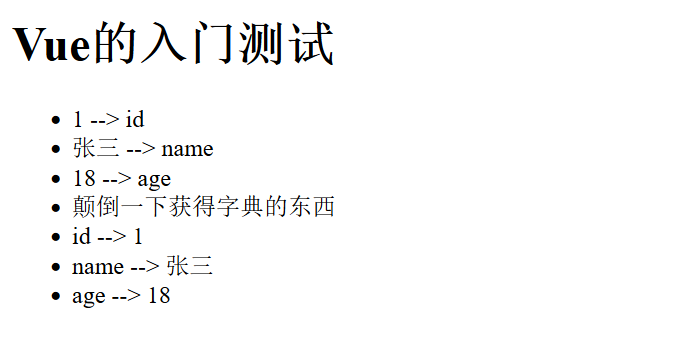 Vue的入门测试
1 --> id
张三 --> name
18 --> age
颠倒一下获得字典的东西
id --> 1
name --> 张三
age --> 18